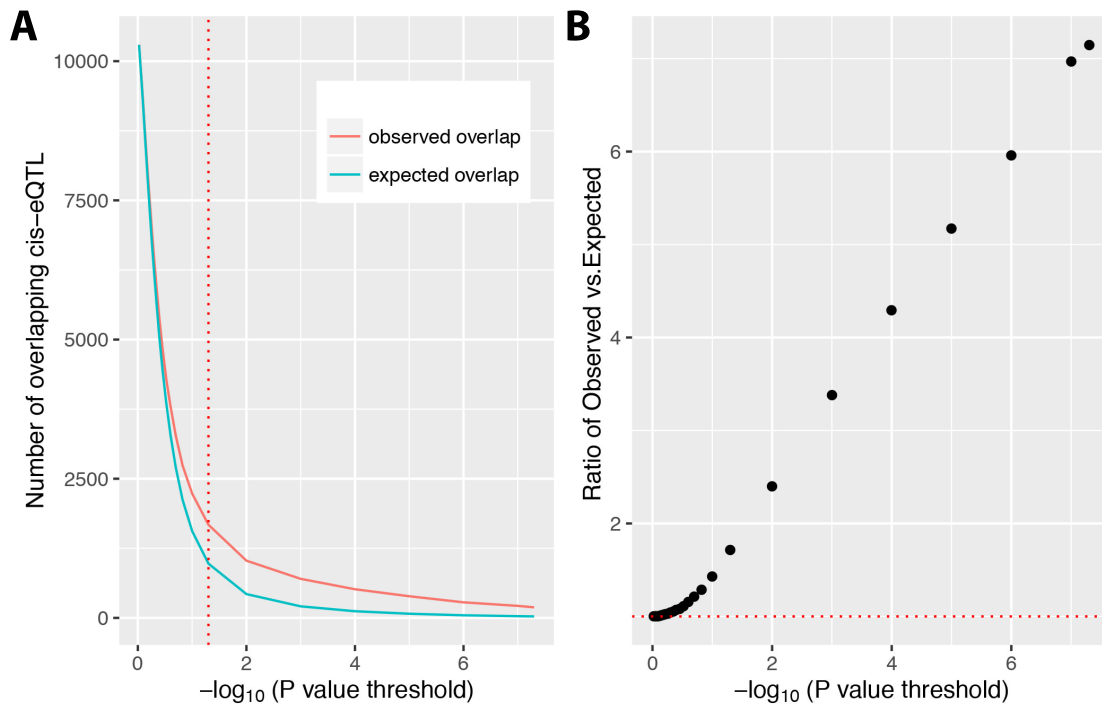 A
Number of overlapping cis−eQTL
10000
7500
5000
2500
0
observed overlap
expected overlap
0 2 4 6
−log10 (P value threshold)
B
Ratio of Observed vs.Expected
6
4
2
0 2 4 6
−log10 (P value threshold)